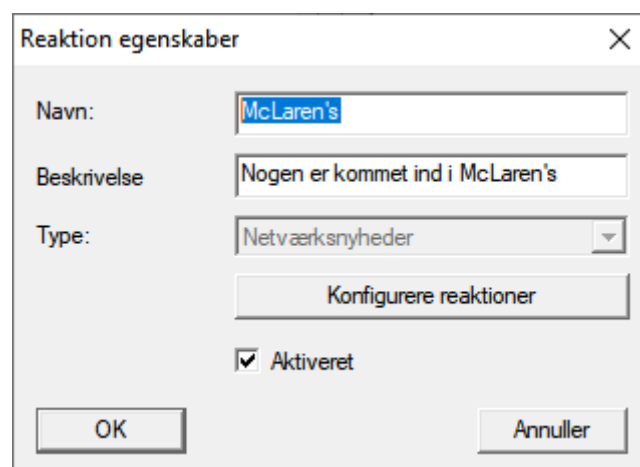 Reaktion egenskaber
Navn:
McLaren's
Beskrivelse
Nogen er kommet ind i McLaren's
Type:
Netværksnyheder
Konfigurere reaktioner
Aktiveret
OK
Annuller